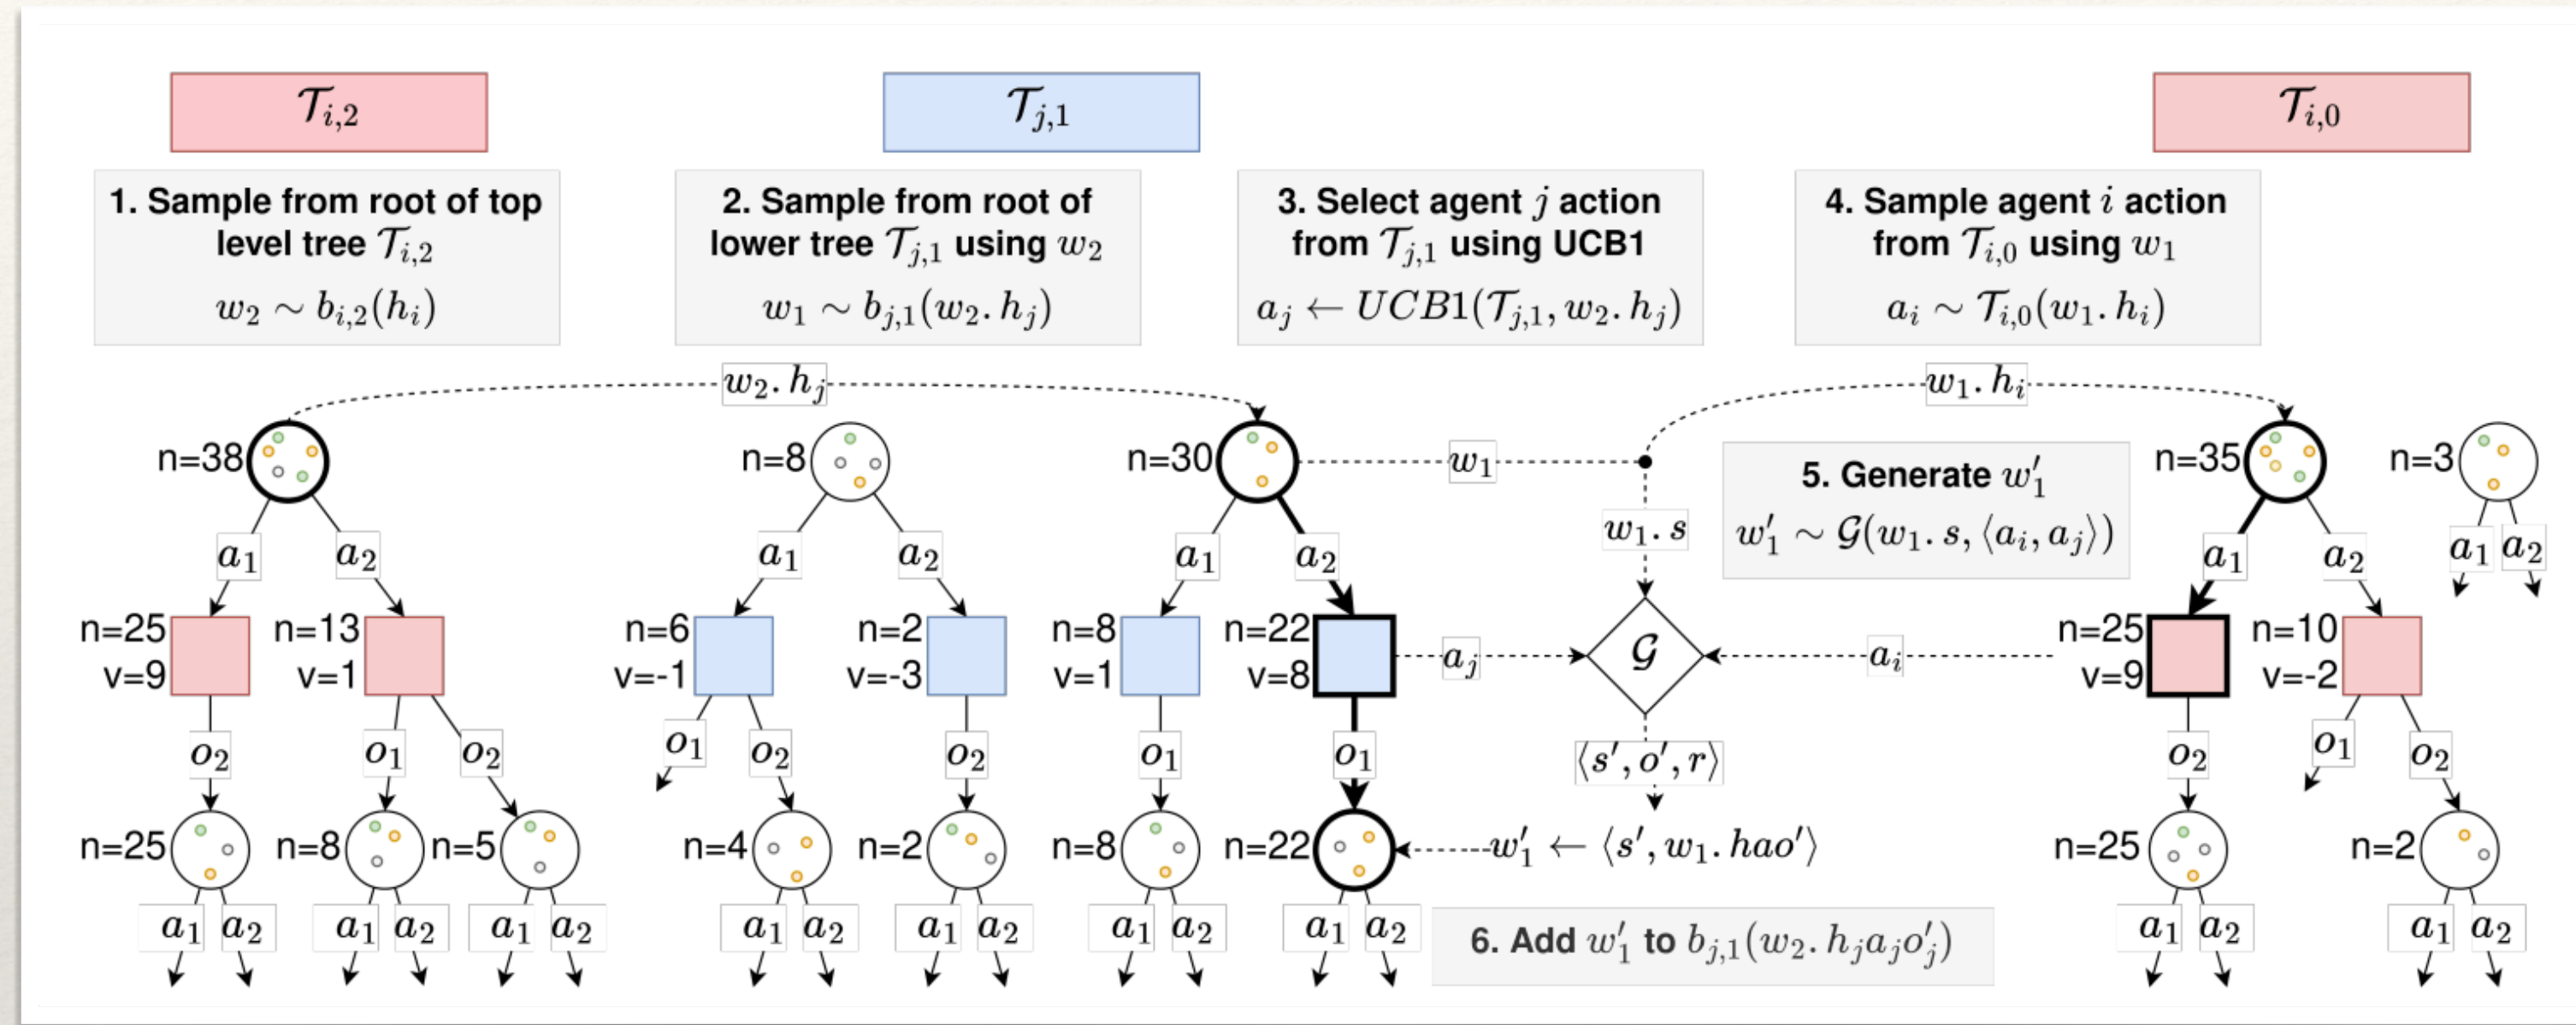 𝒯i,2
𝒯j,1
𝒯i,0
1. Sample from root of top
level tree 𝒯i,2
w2 ∼ bi,2(hi)
2. Sample from root of
lower tree 𝒯j,1 using w2
w1 ∼ bj,1(w2.hj)
3. Select agent j action
from 𝒯j,1 using UCB1
aj ← UCB1(𝒯j,1, w2.hj)
4. Sample agent i action
from 𝒯i,0 using w1
ai ∼ 𝒯i,0(w1.hi)
w2.hj
w1.hi
n=38
n=8
n=30
w1
n=35
n=3
5. Generate w′1
w′1 ∼ 𝒢(w1.s, ⟨ai, aj⟩)
w1.s
a1 a2
a1 a2
a1 a2
a1 a2
a1 a2
n=25
v=9
n=13
v=1
n=6
v=-1
n=2
v=-3
n=8
v=1
n=22
v=8
aj
𝒢
ai
n=25
v=9
n=10
v=-2
o2
o1
o2
o1
o2
o2
o1
o1
⟨s′, o′, r⟩
o2
o1
o2
n=25
n=8
n=5
n=4
n=2
n=8
n=22
w′1 ← ⟨s′, w1.hao′⟩
n=25
n=2
a1 a2
a1 a2
a1 a2
a1 a2
a1 a2
a1 a2
a1 a2
6. Add w′1 to bj,1(w2.hjajo′j)
a1 a2
a1 a2